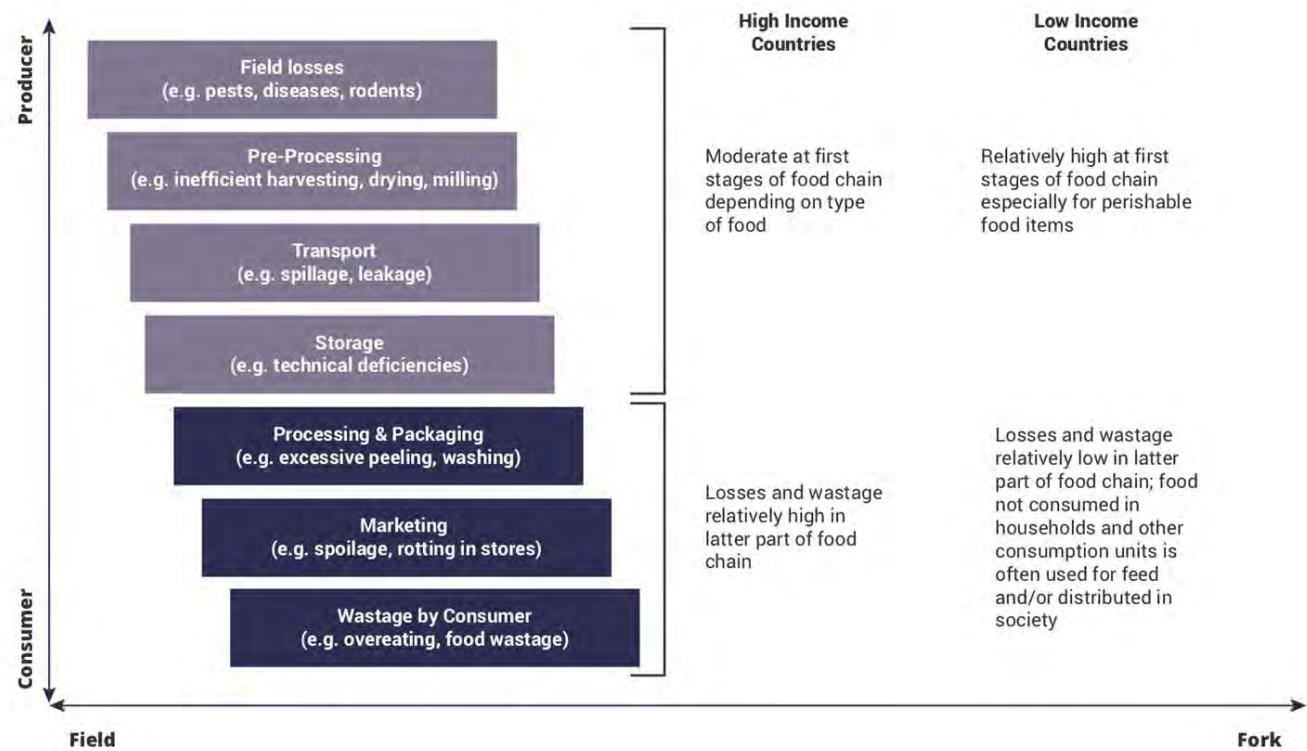 Producer
Consumer
Field losses
(e.g. pests, diseases, rodents)
Pre-Processing
(e.g. inefficient harvesting, drying, milling)
Transport
(e.g. spillage, leakage)
Storage
(e.g. technical deficiencies)
Processing & Packaging
(e.g. excessive peeling, washing)
Marketing
(e.g. spoilage, rotting in stores)
Wastage by Consumer
(e.g. overeating, food wastage)
High Income
Countries
Moderate at first
stages of food chain
depending on type
of food
Losses and wastage
relatively high in
latter part of food
chain
Low Income
Countries
Relatively high at first
stages of food chain
especially for perishable
food items
Losses and wastage
relatively low in latter
part of food chain; food
not consumed in
households and other
consumption units is
often used for feed
and/or distributed in
society
Field
Fork